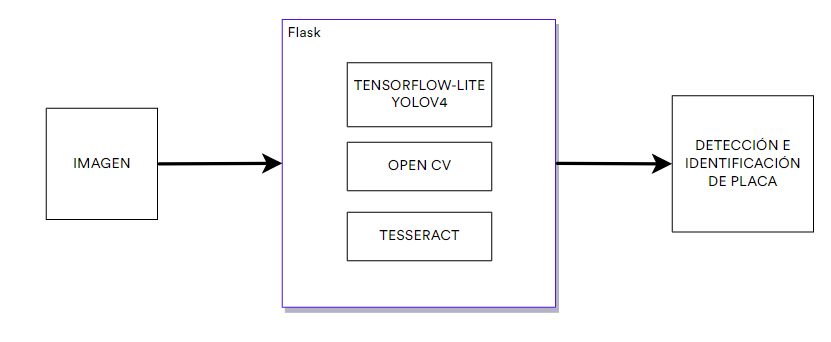 Flask
TENSORFLOW-LITE
YOLOV4
IMAGEN
OPEN CV
TESSERACT
DETECCIÓN E
IDENTIFICACIÓN
DE PLACA